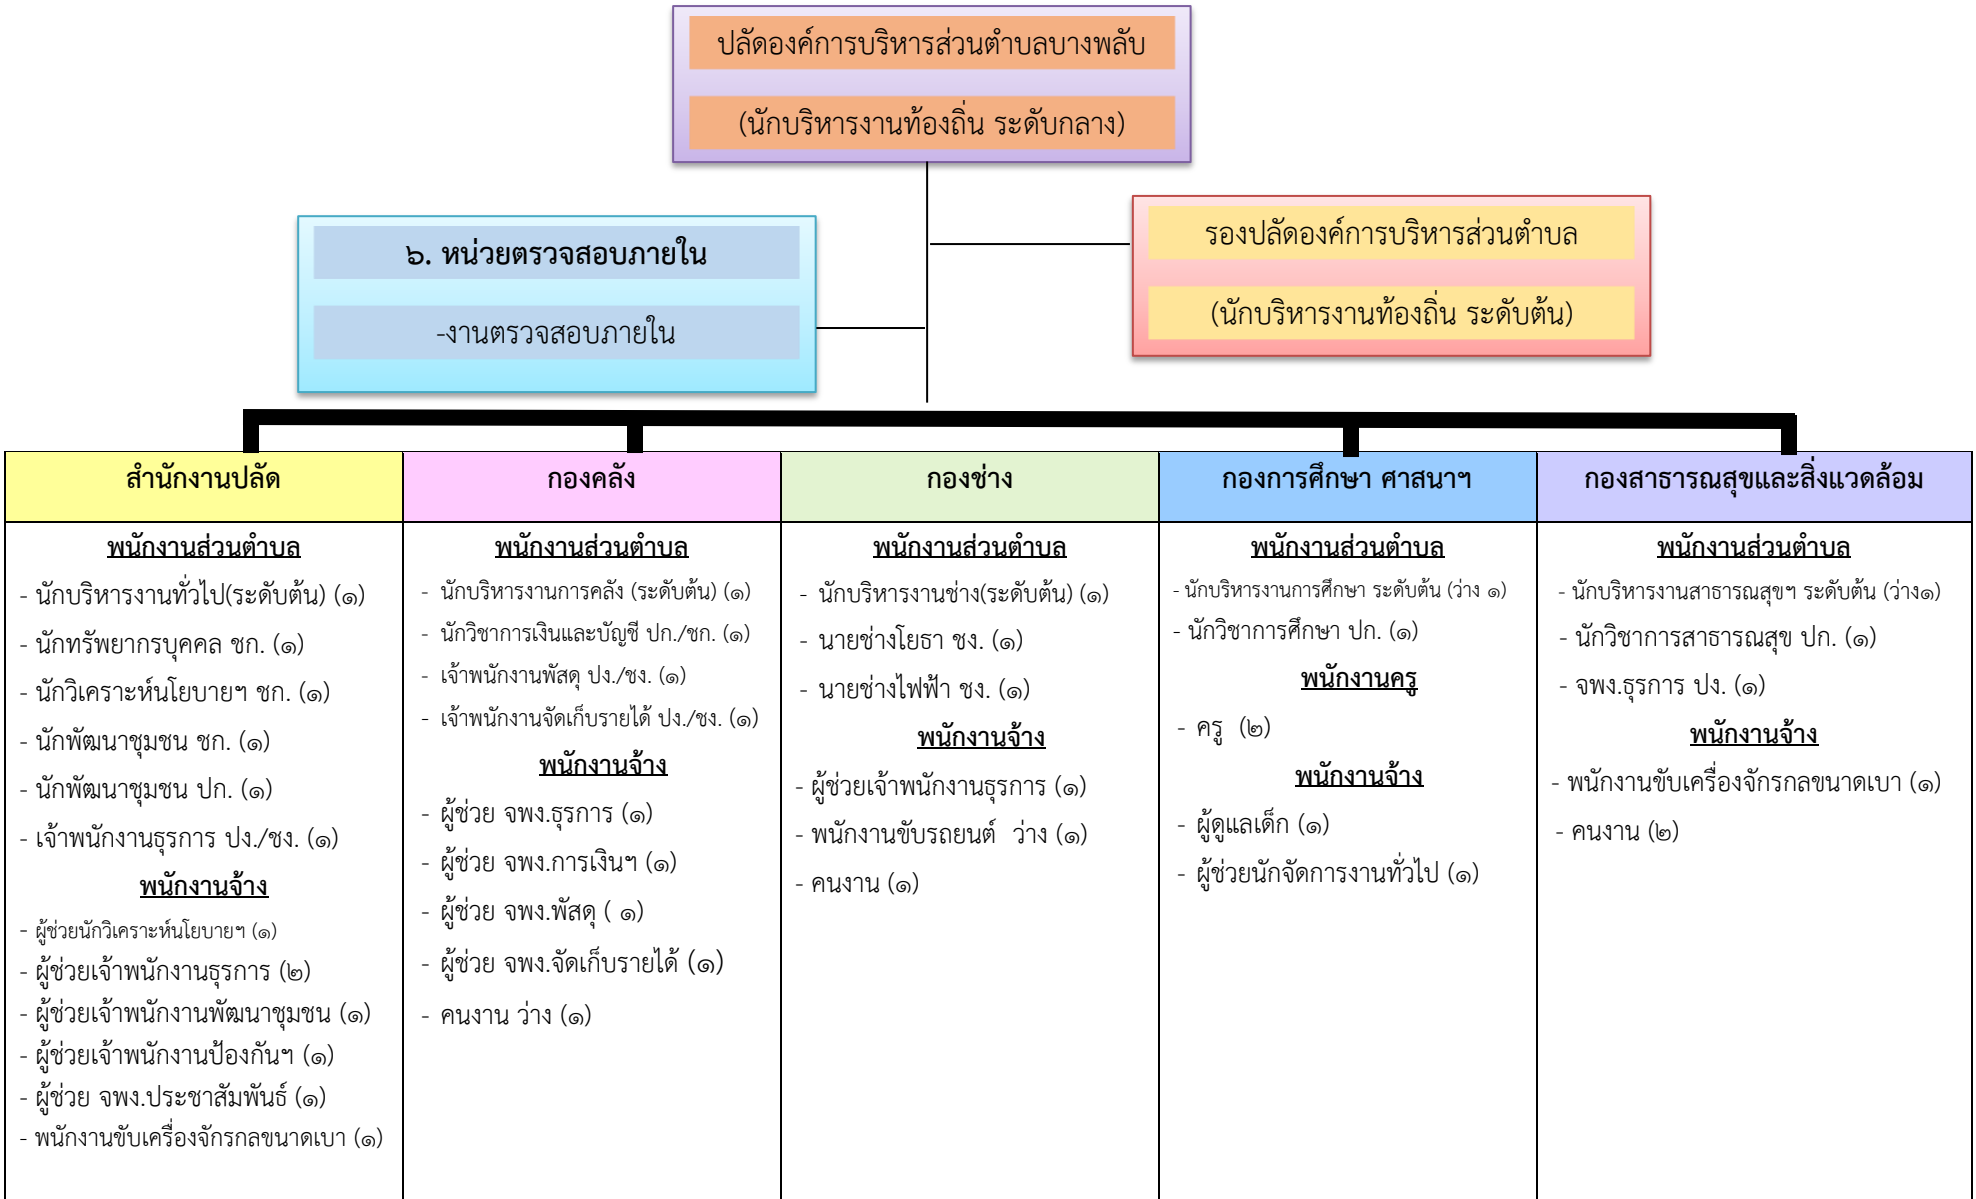 ปลัดองค์การบริหารส่วนตำบลบางพลับ
(นักบริหารงานท้องถิ่น ระดับกลาง)
รองปลัดองค์การบริหารส่วนตำบล
(นักบริหารงานท้องถิ่น ระดับต้น)
๖. หน่วยตรวจสอบภายใน
-งานตรวจสอบภายใน
สำนักงานปลัด
พนักงานส่วนตำบล
- นักบริหารงานทั่วไป(ระดับต้น) (๑)
- นักทรัพยากรบุคคล ชก. (๑)
- นักวิเคราะห์นโยบายฯ ชก. (๑)
- นักพัฒนาชุมชน ชก. (๑)
- นักพัฒนาชุมชน ปก. (๑)
- เจ้าพนักงานธุรการ ปง./ชง. (๑)
พนักงานจ้าง
- ผู้ช่วยนักวิเคราะห์นโยบายฯ (๑)
- ผู้ช่วยเจ้าพนักงานธุรการ (๒)
- ผู้ช่วยเจ้าพนักงานพัฒนาชุมชน (๑)
- ผู้ช่วยเจ้าพนักงานป้องกันฯ (๑)
- ผู้ช่วย จพง.ประชาสัมพันธ์ (๑)
- พนักงานขับเครื่องจักรกลขนาดเบา (๑)
กองคลัง
พนักงานส่วนตำบล
- นักบริหารงานการคลัง (ระดับต้น) (๑)
- นักวิชาการเงินและบัญชี ปก./ชก. (๑)
- เจ้าพนักงานพัสดุ ปง./ชง. (๑)
- เจ้าพนักงานจัดเก็บรายได้ ปง./ชง. (๑)
พนักงานจ้าง
- ผู้ช่วย จพง.ธุรการ (๑)
- ผู้ช่วย จพง.การเงินฯ (๑)
- ผู้ช่วย จพง.พัสดุ ( ๑)
- ผู้ช่วย จพง.จัดเก็บรายได้ (๑)
- คนงาน ว่าง (๑)
กองช่าง
พนักงานส่วนตำบล
- นักบริหารงานช่าง(ระดับต้น) (๑)
- นายช่างโยธา ชง. (๑)
- นายช่างไฟฟ้า ชง. (๑)
พนักงานจ้าง
- ผู้ช่วยเจ้าพนักงานธุรการ (๑)
- พนักงานขับรถยนต์ ว่าง (๑)
- คนงาน (๑)
กองการศึกษา ศาสนาฯ
พนักงานส่วนตำบล
- นักบริหารงานการศึกษา ระดับต้น (ว่าง ๑)
- นักวิชาการศึกษา ปก. (๑)
พนักงานครู
- ครู (๒)
พนักงานจ้าง
- ผู้ดูแลเด็ก (๑)
- ผู้ช่วยนักจัดการงานทั่วไป (๑)
กองสาธารณสุขและสิ่งแวดล้อม
พนักงานส่วนตำบล
- นักบริหารงานสาธารณสุขฯ ระดับต้น (ว่าง๑)
- นักวิชาการสาธารณสุข ปก. (๑)
- จพง.ธุรการ ปง. (๑)
พนักงานจ้าง
- พนักงานขับเครื่องจักรกลขนาดเบา (๑)
- คนงาน (๒)